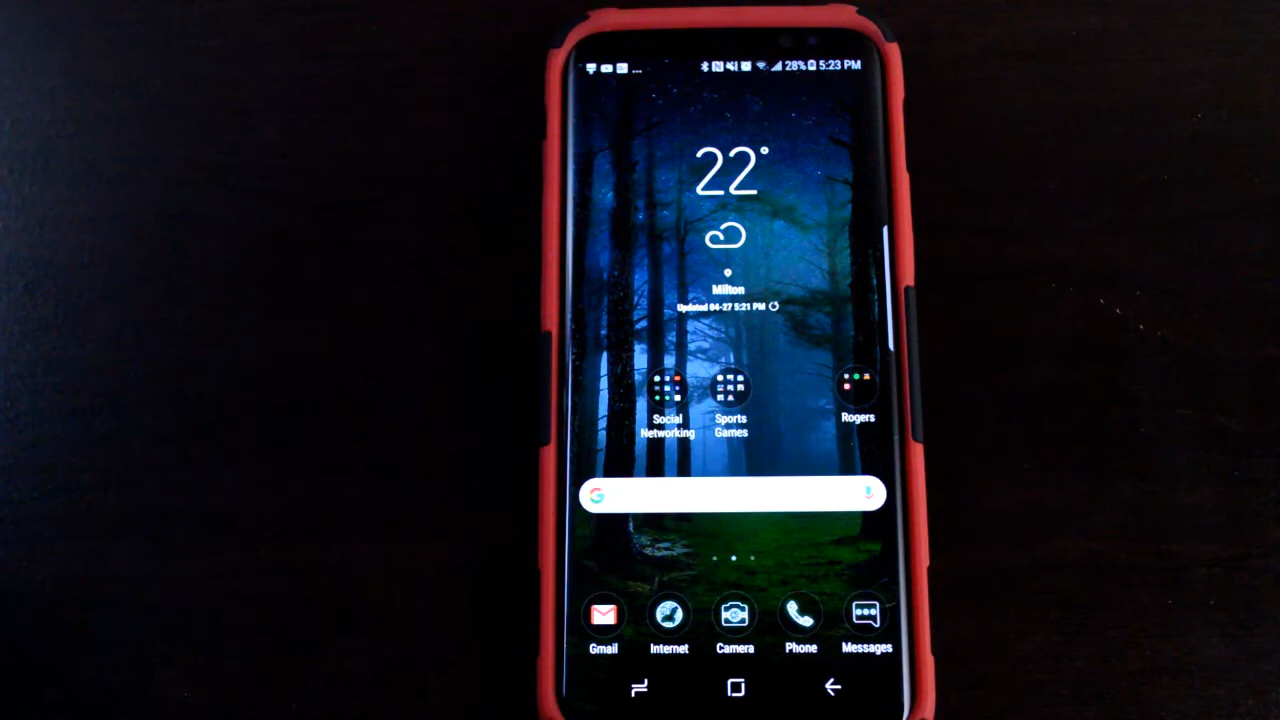 28% 5:23 PM
22°
Milton
Updated 04-27 5:21 PM
Social Networking
Sports Games
Rogers
Gmail
Internet
Camera
Phone
Messages